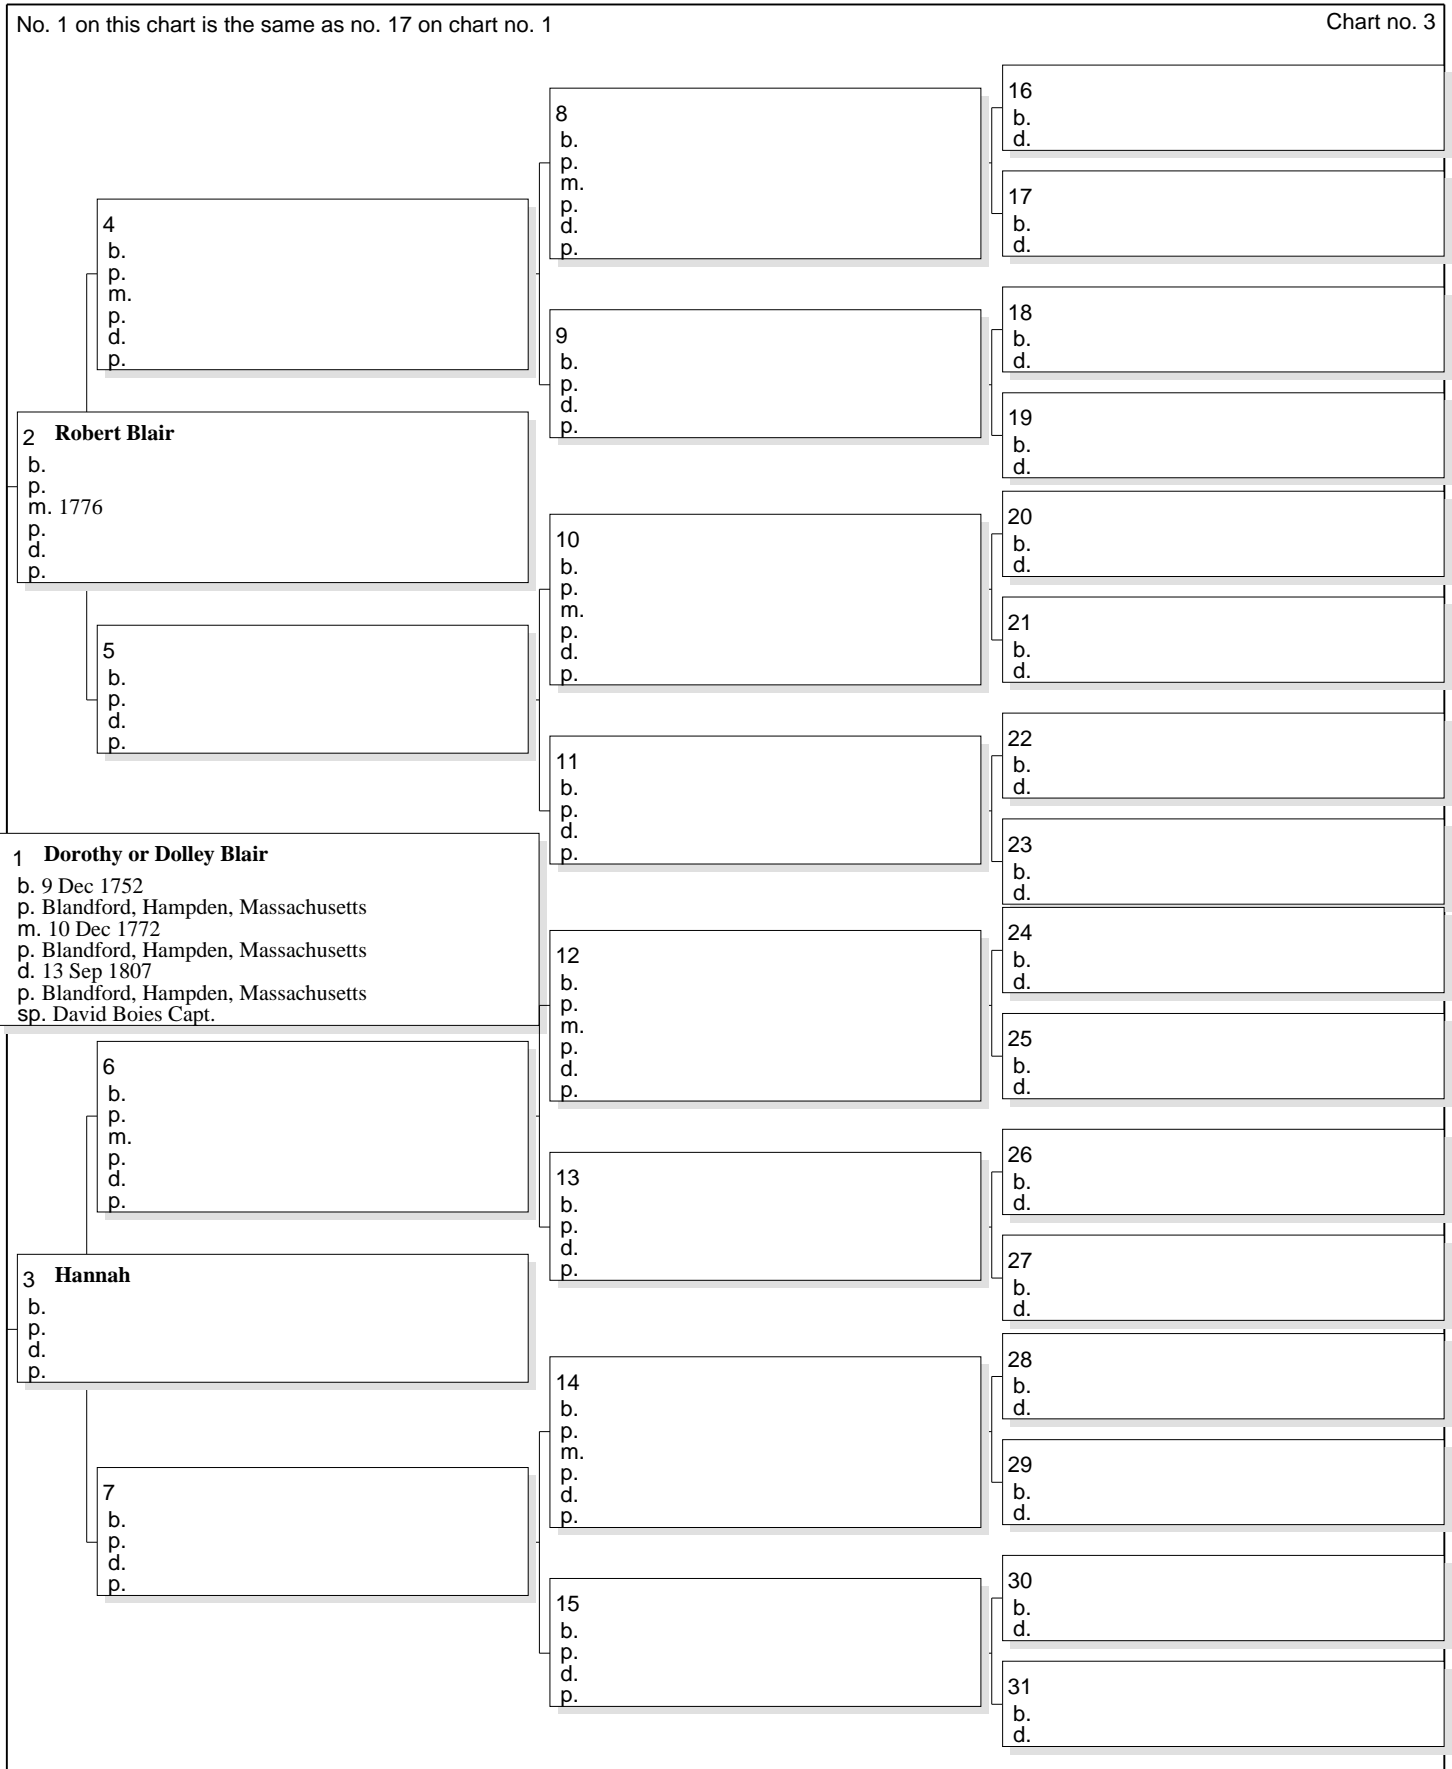 No. 1 on this chart is the same as no. 17 on chart no. 1
Chart no. 3
1 Dorothy or Dolley Blair
b. 9 Dec 1752
p. Blandford, Hampden, Massachusetts
m. 10 Dec 1772
p. Blandford, Hampden, Massachusetts
d. 13 Sep 1807
p. Blandford, Hampden, Massachusetts
sp. David Boies Capt.
2 Robert Blair
b.
p.
m. 1776
p.
d.
p.
3 Hannah
b.
p.
d.
p.
4
b.
p.
m.
p.
d.
p.
5
b.
p.
d.
p.
6
b.
p.
m.
p.
d.
p.
7
b.
p.
d.
p.
8
b.
p.
m.
p.
d.
p.
9
b.
p.
d.
p.
10
b.
p.
m.
p.
d.
p.
11
b.
p.
d.
p.
12
b.
p.
m.
p.
d.
p.
13
b.
p.
d.
p.
14
b.
p.
m.
p.
d.
p.
15
b.
p.
d.
p.
16
b.
d.
17
b.
d.
18
b.
d.
19
b.
d.
20
b.
d.
21
b.
d.
22
b.
d.
23
b.
d.
24
b.
d.
25
b.
d.
26
b.
d.
27
b.
d.
28
b.
d.
29
b.
d.
30
b.
d.
31
b.
d.